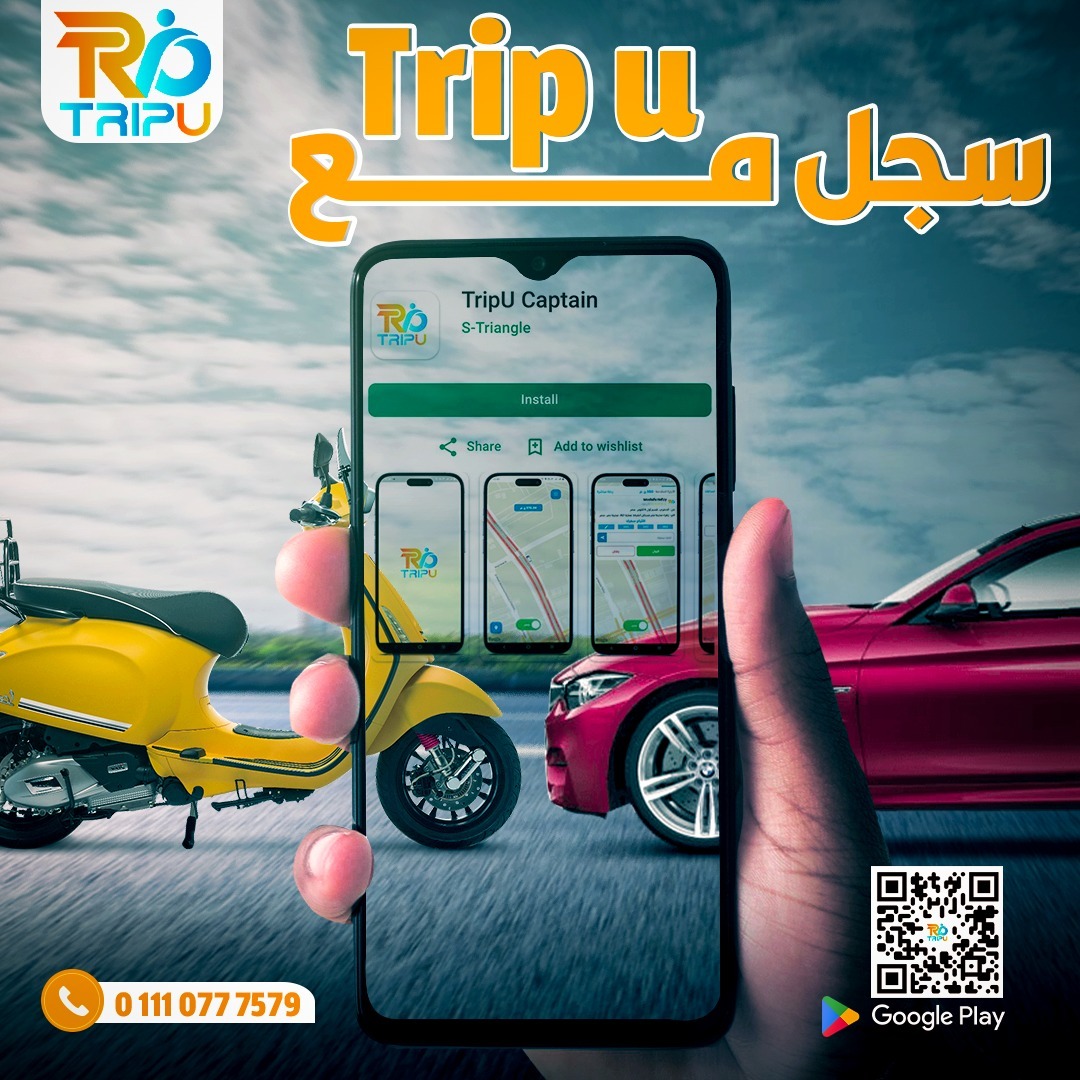 TRIPU
Trip u
سجل مع
TripU Captain
S-Triangle
TRIPU
Install
Share
Add to wishlist
TRIPU
0 111 077 7579
TRIPU
Google Play